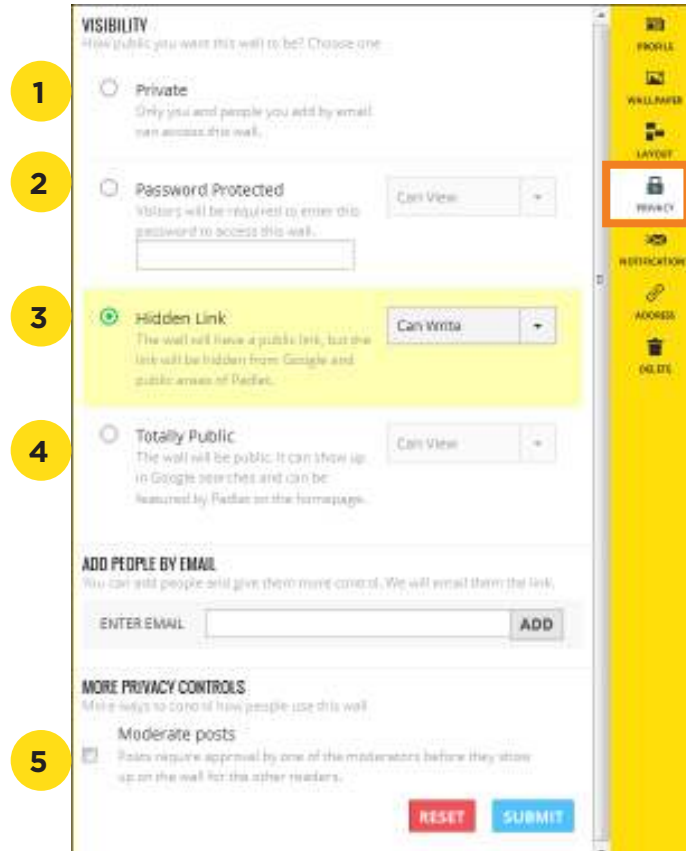 VISIBILITY
How public you want this wall to be? Choose one
1
Private
Only you and people you add by email
can access this wall.
2
Password Protected
Can View
Visitors will be required to enter this
password to access this wall.
3
Hidden Link
Can Write
The wall will have a public link, but the
link will be hidden from Google and
public areas of Padlet.
4
Totally Public
Can View
The wall will be public. It can show up
in Google searches and can be
featured by Padlet on the homepage.
ADD PEOPLE BY EMAIL
You can add people and give them more control. We will email them the link.
ENTER EMAIL
ADD
MORE PRIVACY CONTROLS
More ways to control how people use this wall
5
Moderate posts
Posts require approval by one of the moderators before they show
up on the wall for the other readers.
RESET
SUBMIT
PROFILE
WALLPAPER
LAYOUT
PRIVACY
NOTIFICATION
ADDRESS
DELETE